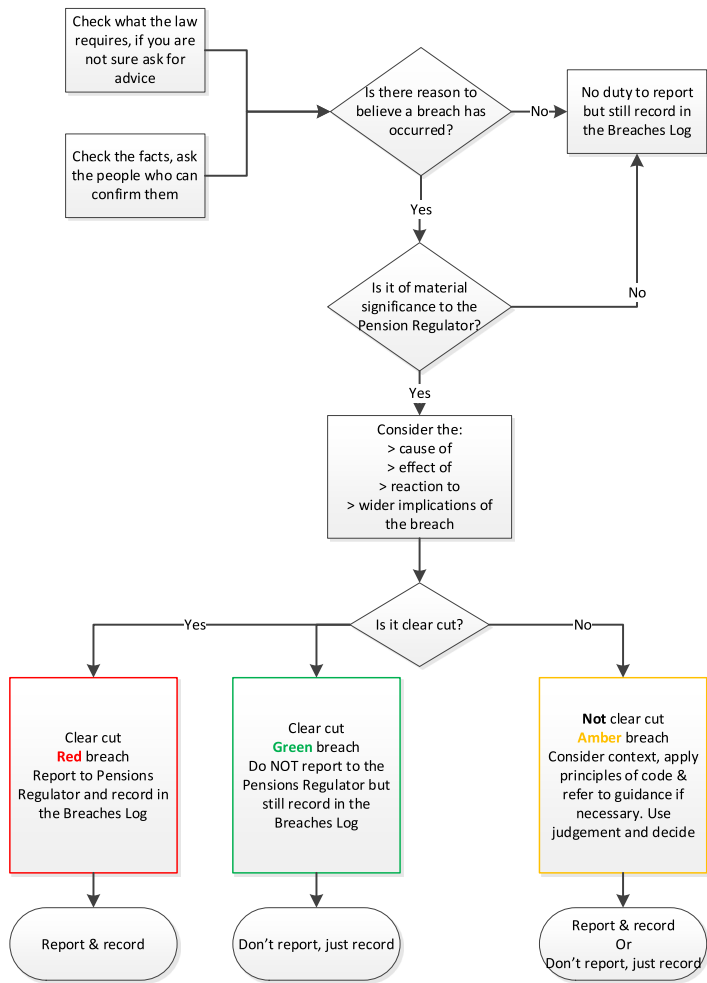 Check what the law
requires, if you are
not sure ask for
advice
Is there reason to
believe a breach has
occurred?
No
No duty to report
but still record in
the Breaches Log
Check the facts, ask
the people who can
confirm them
Yes
Is it of material
significance to the
Pension Regulator?
No
Yes
Consider the:
> cause of
> effect of
> reaction to
> wider implications of
the breach
Is it clear cut?
Yes
No
Clear cut
Red breach
Report to Pensions
Regulator and record in
the Breaches Log
Clear cut
Green breach
Do NOT report to the
Pensions Regulator but
still record in the
Breaches Log
Not clear cut
Amber breach
Consider context, apply
principles of code &
refer to guidance if
necessary. Use
judgement and decide
Report & record
Don’t report, just record
Report & record
Or
Don’t report, just record